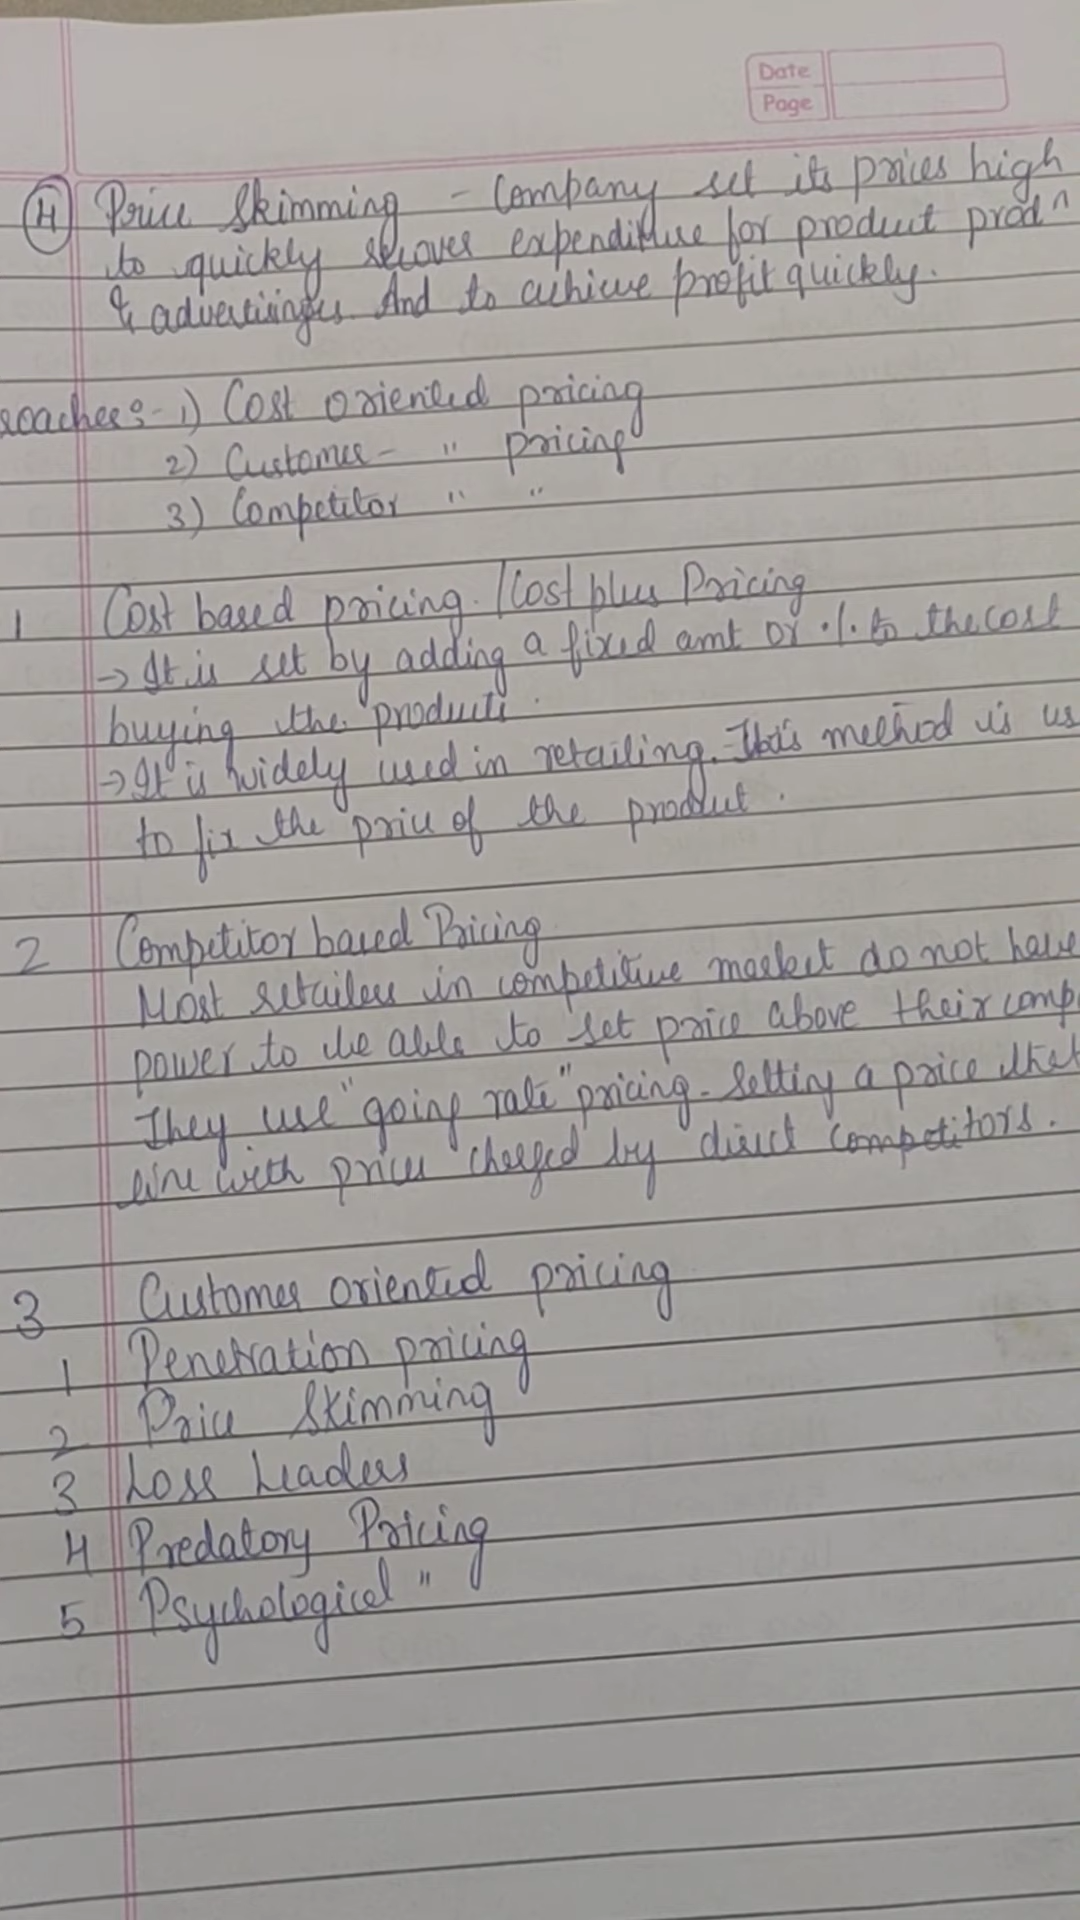 Date
Page
4 Price Skimming - Company set its prices high
to quickly recover expenditure for product prodn
& advertisinges. And to achieve profit quickly.
roaches:- 1) Cost oriented pricing
2) Customer - " pricing
3) Competitor " "
1 Cost based pricing. / Cost plus Pricing
→ It is set by adding a fixed amt or % to the cost
buying the products.
→ It is widely used in retailing. This method is us
to fix the price of the product.
2 Competitor based Pricing
Most retailers in competitive market do not have
power to be able to set price above their comp
They use "going rate" pricing - Setting a price that
line with prices charged by direct competitors.
3 Customer oriented pricing
1 Penetration pricing
2 Price Skimming
3 Loss Leaders
4 Predatory Pricing
5 Psychological "